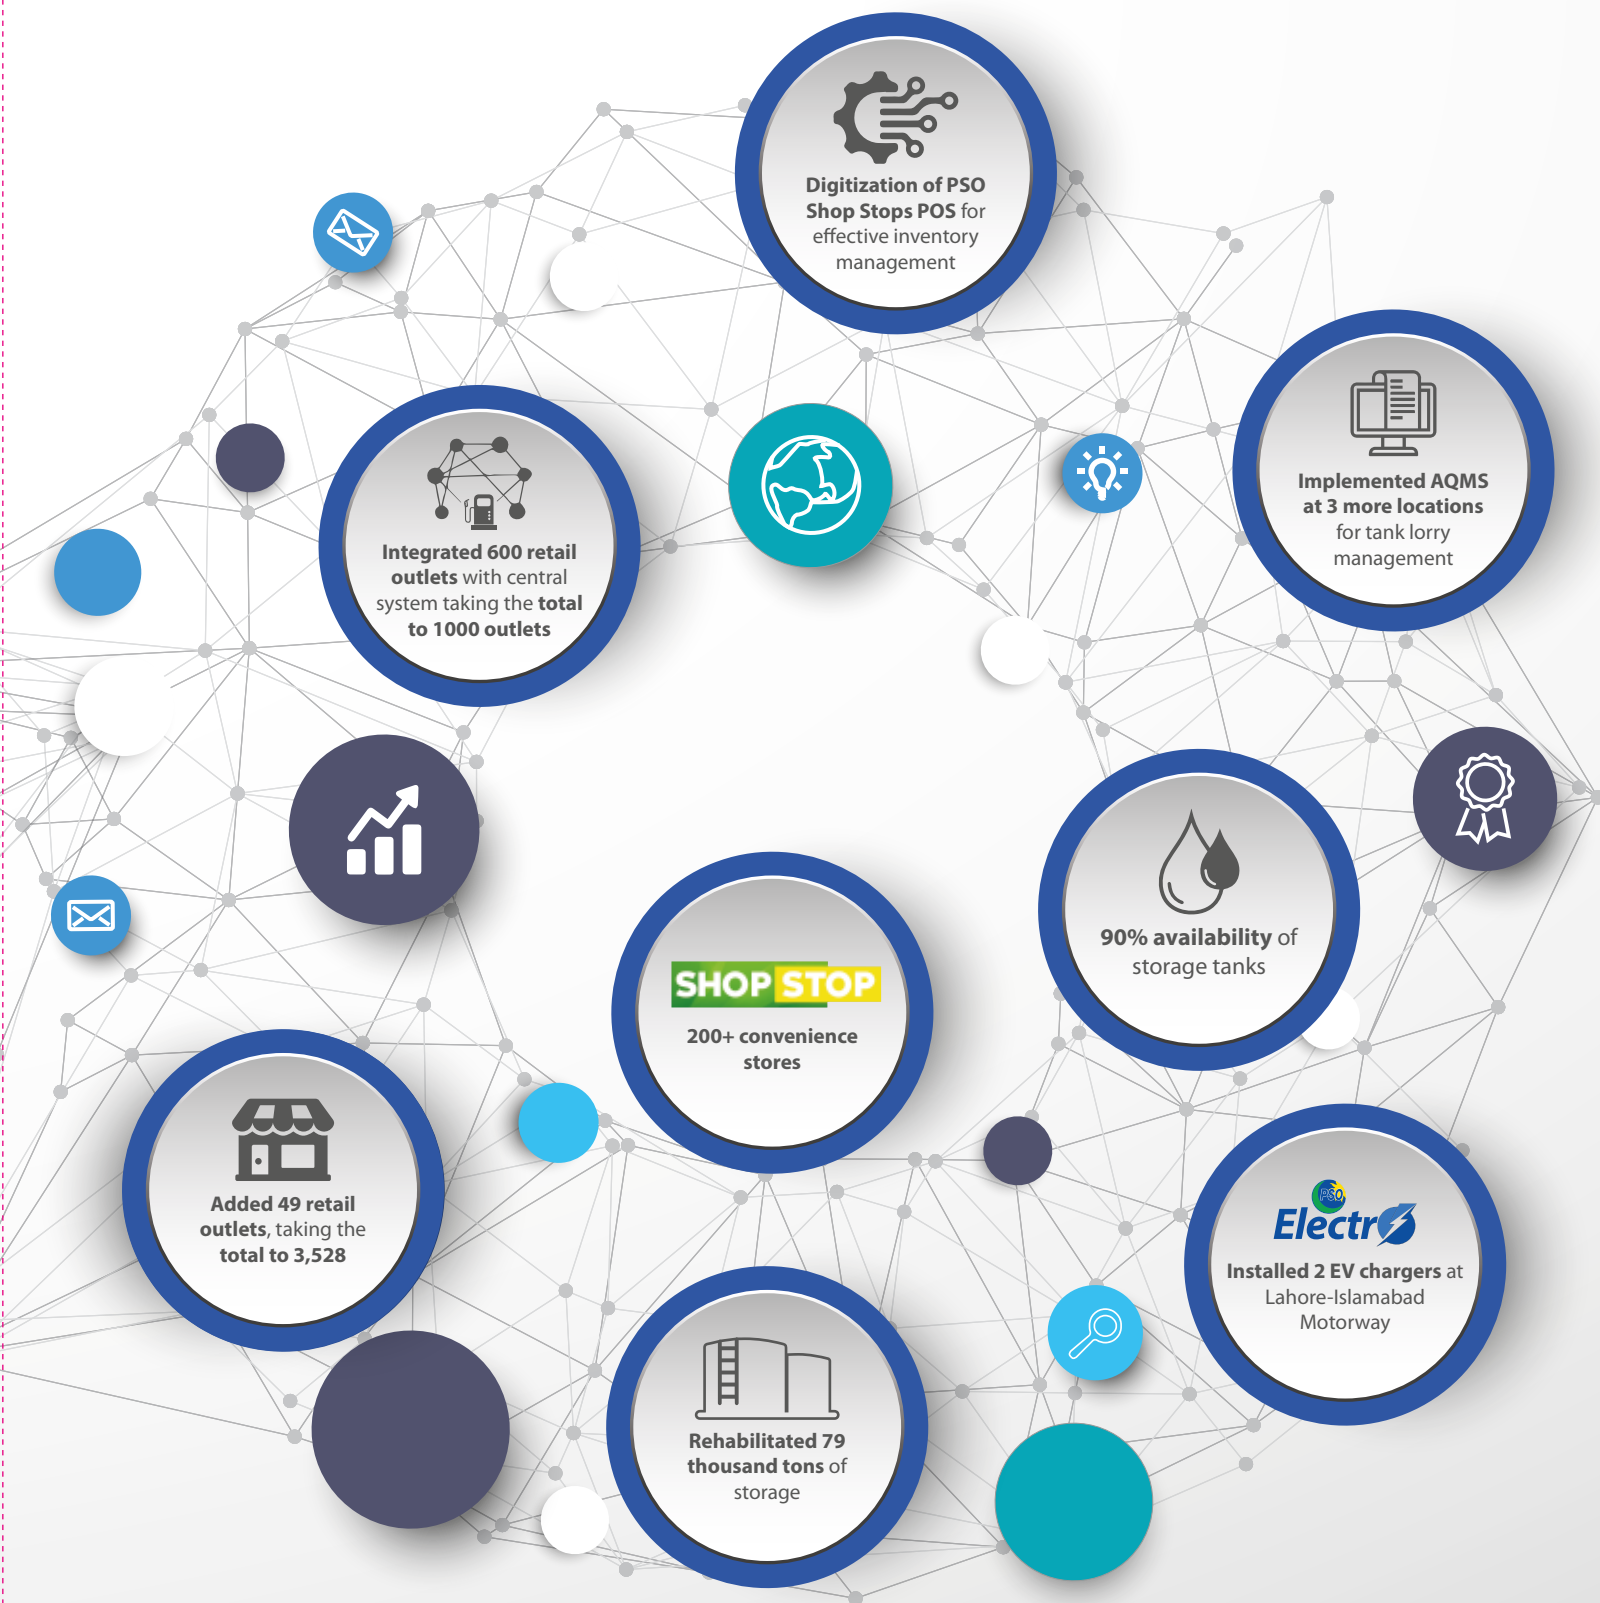 Digitization of PSO
Shop Stops POS for
effective inventory
management
Implemented AQMS
at 3 more locations
for tank lorry
management
Integrated 600 retail
outlets with central
system taking the total
to 1000 outlets
90% availability of
storage tanks
SHOP STOP
200+ convenience
stores
Added 49 retail
outlets, taking the
total to 3,528
PSO
Electro
Installed 2 EV chargers at
Lahore-Islamabad
Motorway
Rehabilitated 79
thousand tons of
storage